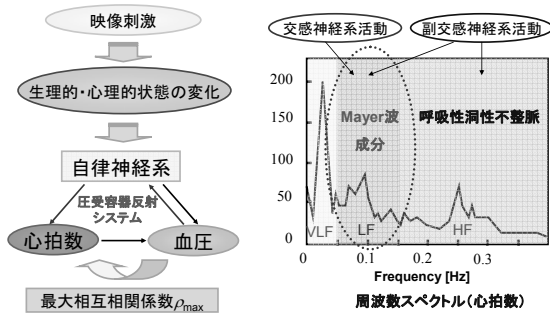 映像刺激
生理的・心理的状態の変化
自律神経系
圧受容器反射
システム
心拍数
血圧
最大相互相関係数ρmax
交感神経系活動
副交感神経系活動
200
150
100
50
0
Mayer波
成分
呼吸性洞性不整脈
VLF
LF
HF
0
0.1
0.2
0.3
Frequency [Hz]
周波数スペクトル(心拍数)